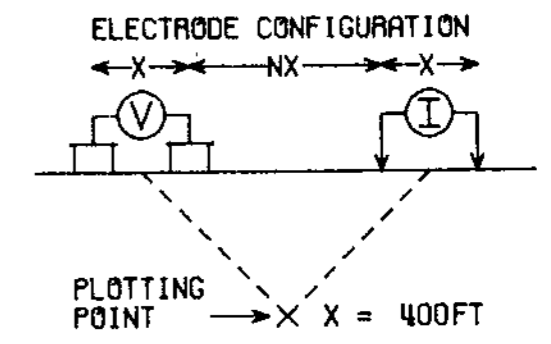 ELECTRODE CONFIGURATION
X NX X
V I
PLOTTING
POINT X X = 400FT